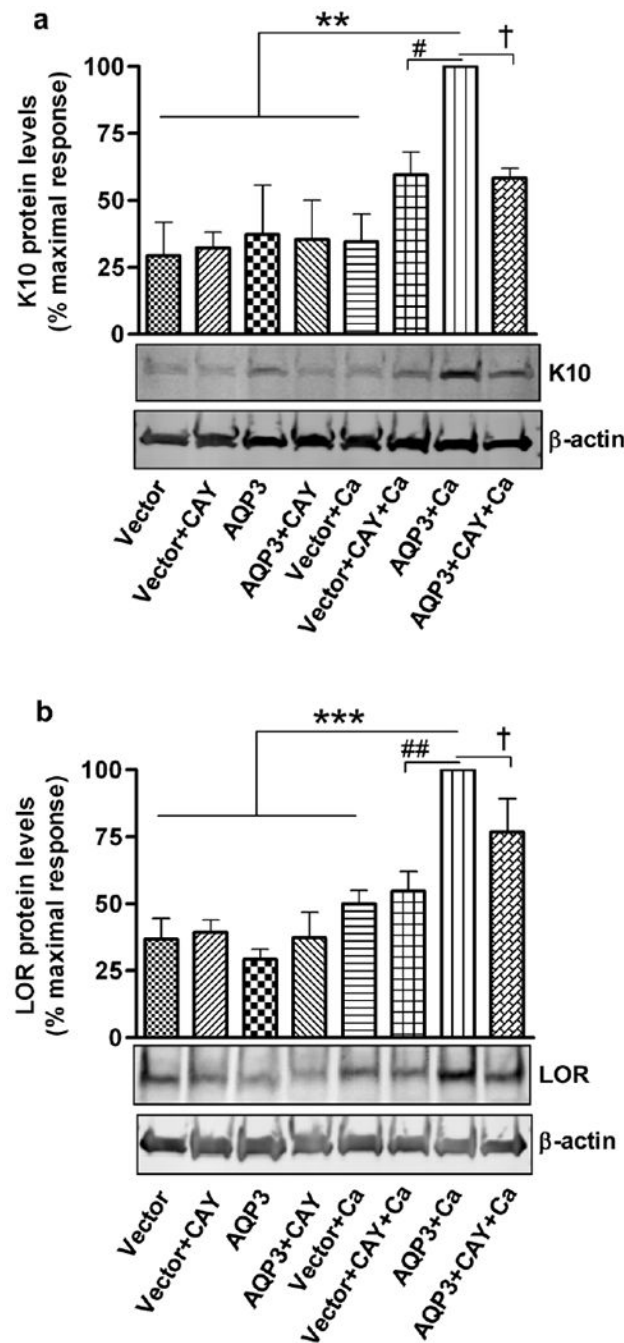 a
**
#
†
100
75
50
25
0
K10 protein levels
(% maximal response)
K10
β-actin
Vector
Vector+CAY
AQP3
AQP3+CAY
Vector+Ca
Vector+CAY+Ca
AQP3+Ca
AQP3+CAY+Ca
b
***
##
†
100
75
50
25
0
LOR protein levels
(% maximal response)
LOR
β-actin
Vector
Vector+CAY
AQP3
AQP3+CAY
Vector+Ca
Vector+CAY+Ca
AQP3+Ca
AQP3+CAY+Ca